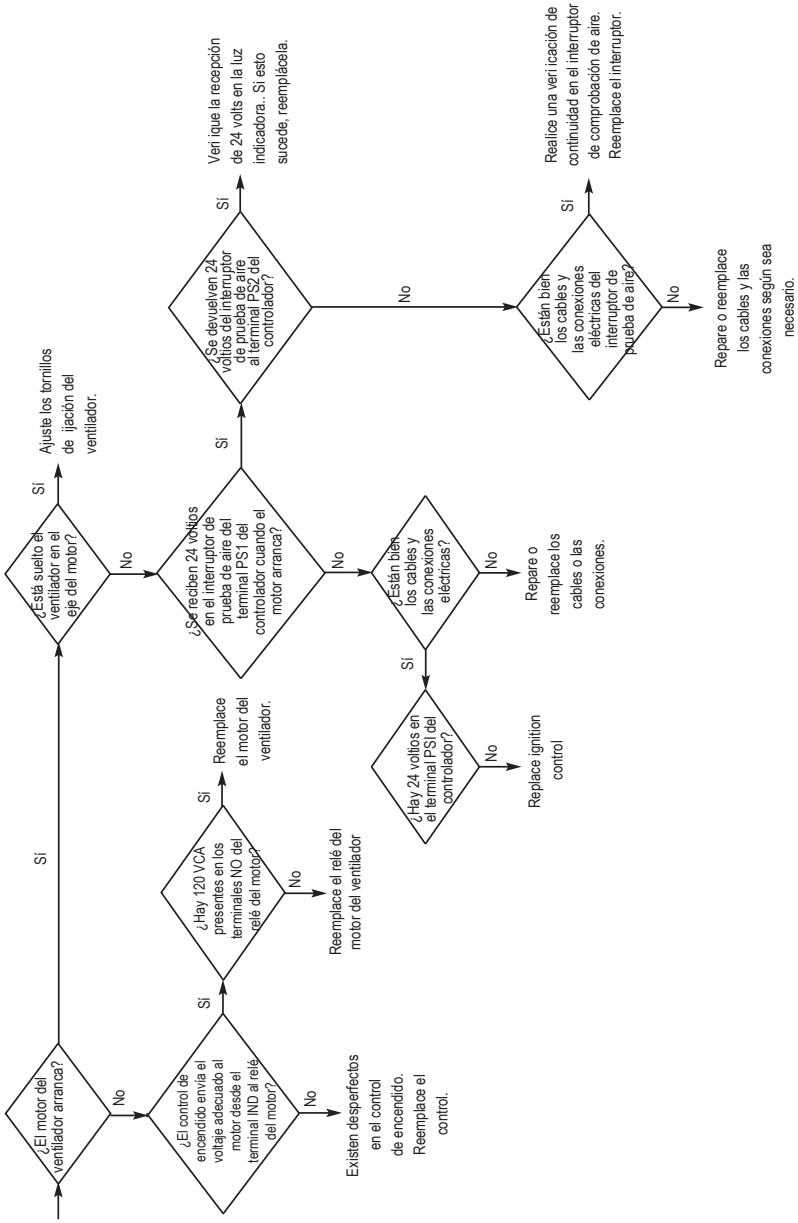 ¿El motor del
ventilador arranca?
Sí
No
¿Está suelto el
ventilador en el
eje del motor?
Sí
Ajuste los tornillos
de ijación del
ventilador.
No
¿El control de
encendido envía el
voltaje adecuado al
motor desde el
terminal IND al relé
del motor?
Sí
No
Existen desperfectos
en el control
de encendido.
Reemplace el
control.
¿Hay 120 VCA
presentes en los
terminales NO del
relé del motor?
Sí
Reemplace
el motor del
ventilador.
No
Reemplace el relé del
motor del ventilador
¿Se reciben 24 voltios
en el interruptor de
prueba de aire del
terminal PS1 del
controlador cuando el
motor arranca?
Sí
No
¿Se devuelven 24
voltios del interruptor
de prueba de aire
al terminal PS2 del
controlador?
Sí
Veri ique la recepción
de 24 volts en la luz
indicadora.. Si esto
sucede, reemplácela.
No
¿Están bien
los cables y
las conexiones
eléctricas?
Sí
No
Repare o
reemplace los
cables o las
conexiones.
¿Hay 24 voltios en
el terminal PSI del
controlador?
No
Replace ignition
control
¿Están bien
los cables y
las conexiones
eléctricas del
interruptor de
prueba de aire?
Sí
Realice una veri icación de
continuidad en el interruptor
de comprobación de aire.
Reemplace el interruptor.
No
Repare o reemplace
los cables y las
conexiones según sea
necesario.